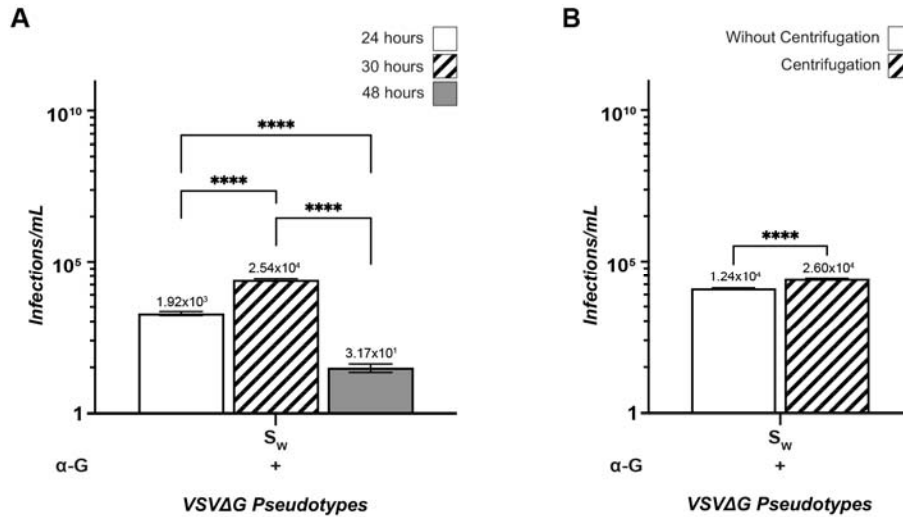 A
24 hours
30 hours
48 hours
10¹⁰
****
****
****
Infections/mL
10⁵
2.54x10⁴
1.92x10³
3.17x10¹
1
Sw
α-G +
VSVΔG Pseudotypes
B
Wihout Centrifugation
Centrifugation
10¹⁰
Infections/mL
****
10⁵
1.24x10⁴
2.60x10⁴
1
Sw
α-G +
VSVΔG Pseudotypes